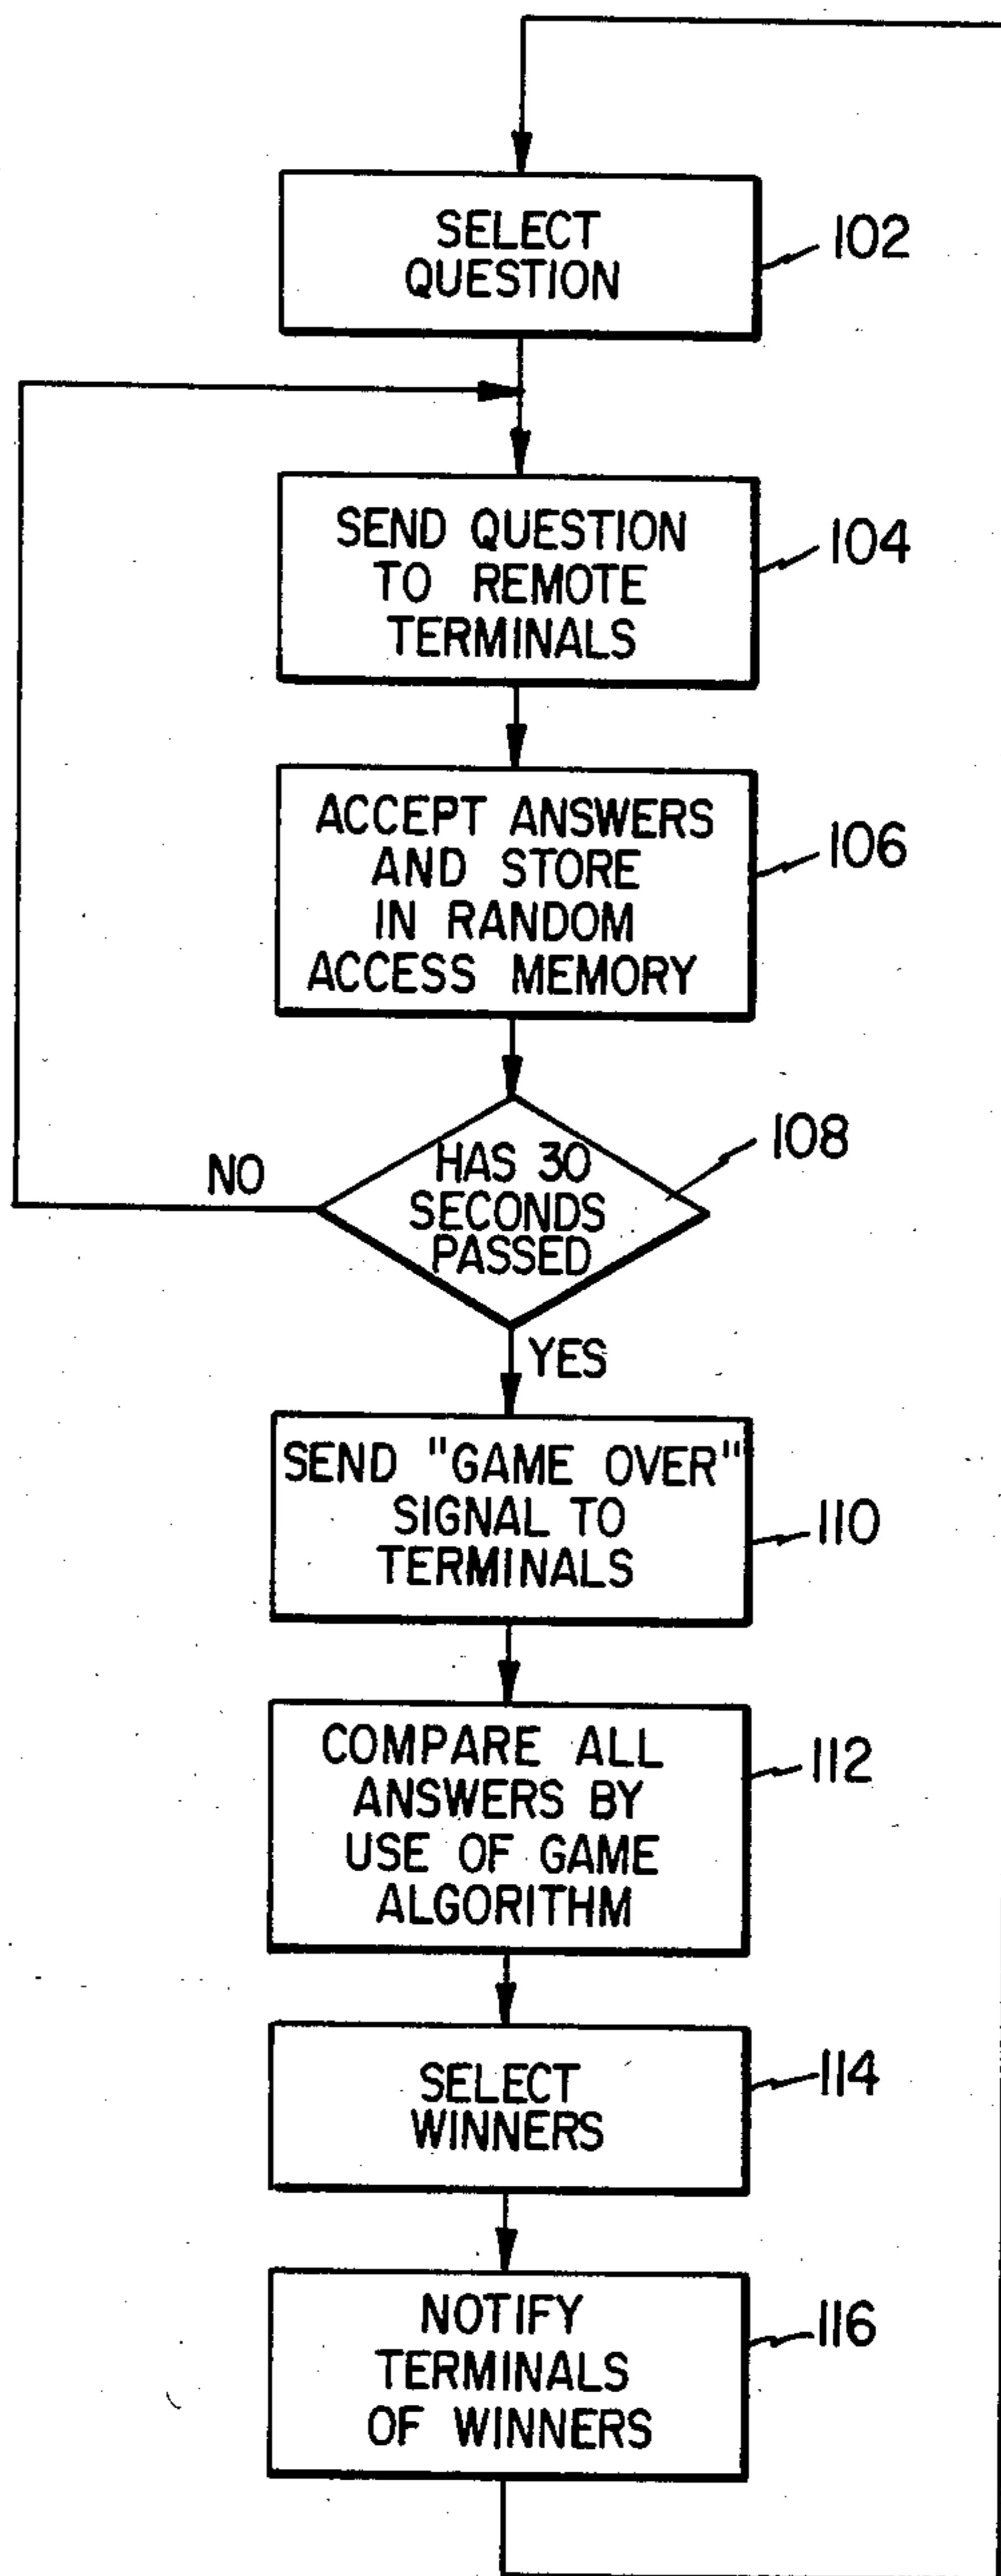 SELECT
QUESTION
102
SEND QUESTION
TO REMOTE
TERMINALS
104
ACCEPT ANSWERS
AND STORE
IN RANDOM
ACCESS MEMORY
106
HAS 30
SECONDS
PASSED
108
NO
YES
SEND "GAME OVER"
SIGNAL TO
TERMINALS
110
COMPARE ALL
ANSWERS BY
USE OF GAME
ALGORITHM
112
SELECT
WINNERS
114
NOTIFY
TERMINALS
OF WINNERS
116